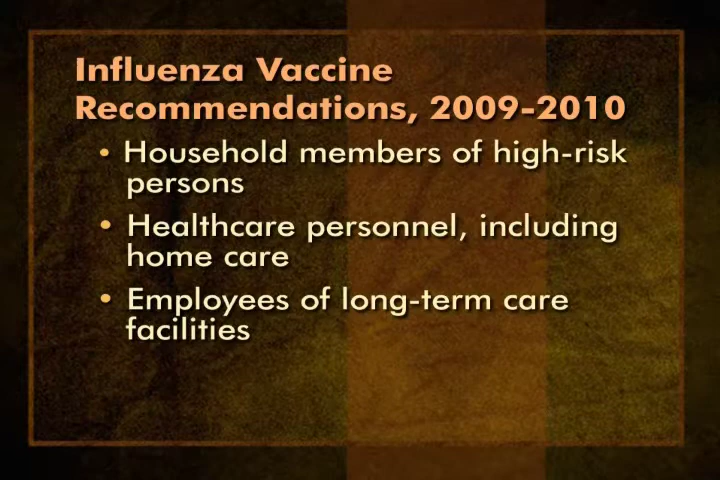 Influenza Vaccine
Recommendations, 2009-2010
• Household members of high-risk
persons
• Healthcare personnel, including
home care
• Employees of long-term care
facilities